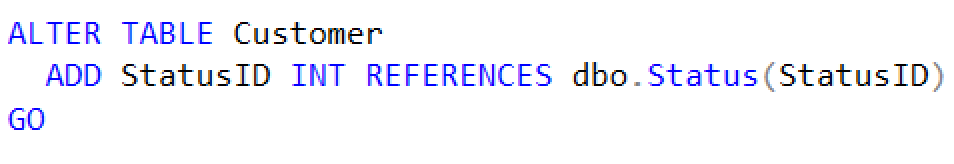 ALTER TABLE Customer
  ADD StatusID INT REFERENCES dbo.Status(StatusID)
GO